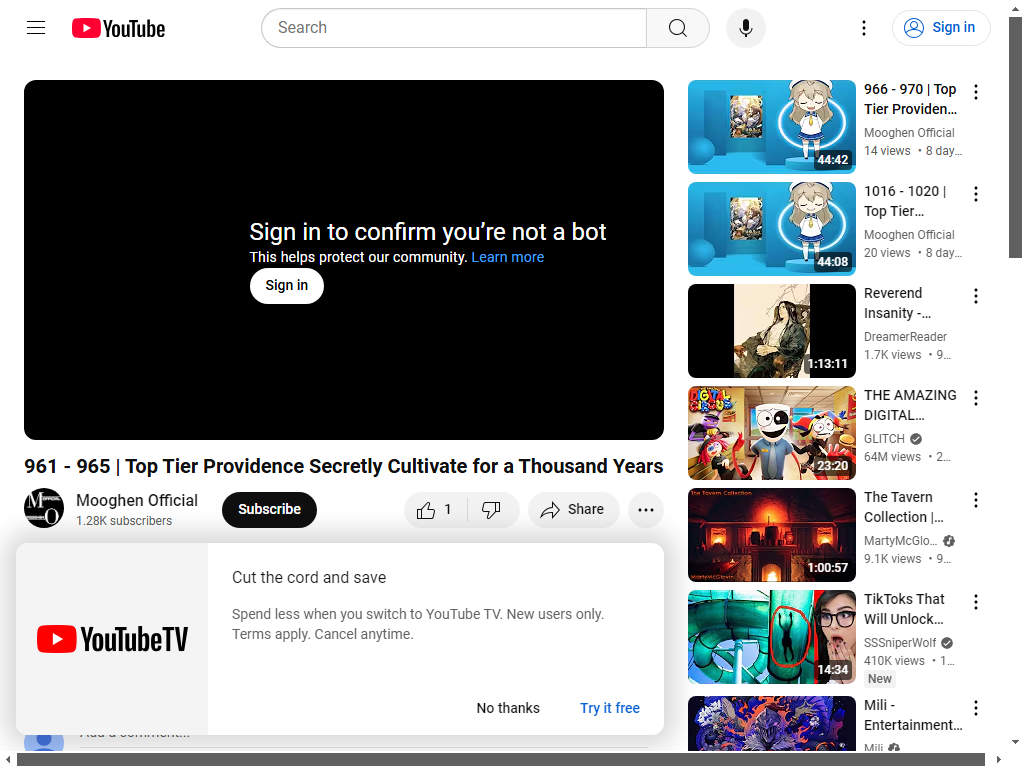 YouTube
Search
Sign in
Sign in to confirm you’re not a bot
This helps protect our community. Learn more
Sign in
961 - 965 | Top Tier Providence Secretly Cultivate for a Thousand Years
Mooghen Official
1.28K subscribers
Subscribe
1
Share
YouTubeTV
Cut the cord and save
Spend less when you switch to YouTube TV. New users only.
Terms apply. Cancel anytime.
No thanks
Try it free
Add a comment...
44:42
966 - 970 | Top
Tier Providen...
Mooghen Official
14 views • 8 day...
44:08
1016 - 1020 |
Top Tier...
Mooghen Official
20 views • 8 day...
1:13:11
Reverend
Insanity -...
DreamerReader
1.7K views • 9...
DIGITAL
CIRCUS
23:20
THE AMAZING
DIGITAL...
GLITCH
64M views • 2...
The Tavern Collection
MartyMcGlovin
1:00:57
The Tavern
Collection |...
MartyMcGlo...
9.1K views • 9...
14:34
TikToks That
Will Unlock...
SSSniperWolf
410K views • 1...
New
Mili -
Entertainment...
Mili